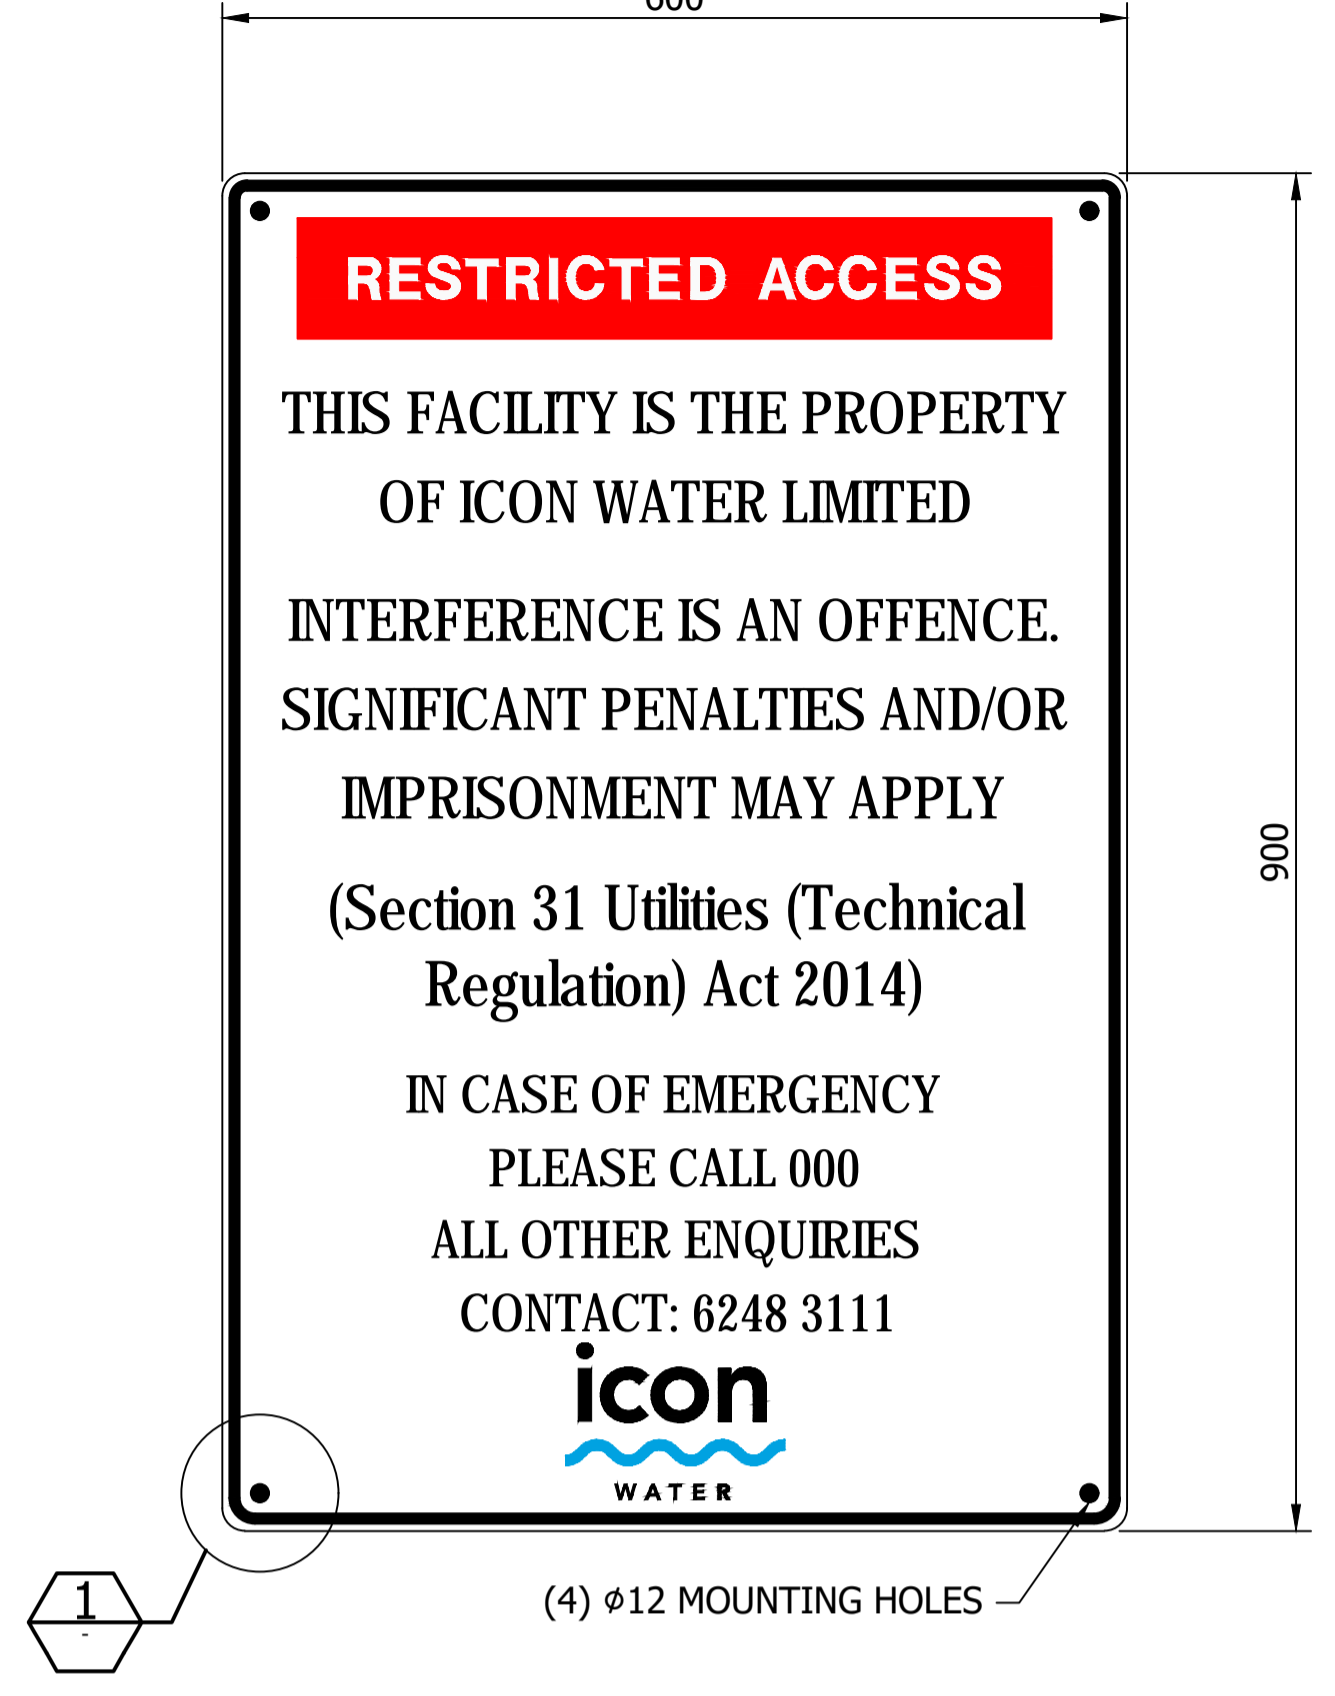 600
RESTRICTED ACCESS
THIS FACILITY IS THE PROPERTY
OF ICON WATER LIMITED
INTERFERENCE IS AN OFFENCE.
SIGNIFICANT PENALTIES AND/OR
IMPRISONMENT MAY APPLY
900
(Section 31 Utilities (Technical
Regulation) Act 2014)
IN CASE OF EMERGENCY
PLEASE CALL 000
ALL OTHER ENQUIRIES
CONTACT: 6248 3111
icon
WATER
(4) ⌀12 MOUNTING HOLES
1
-